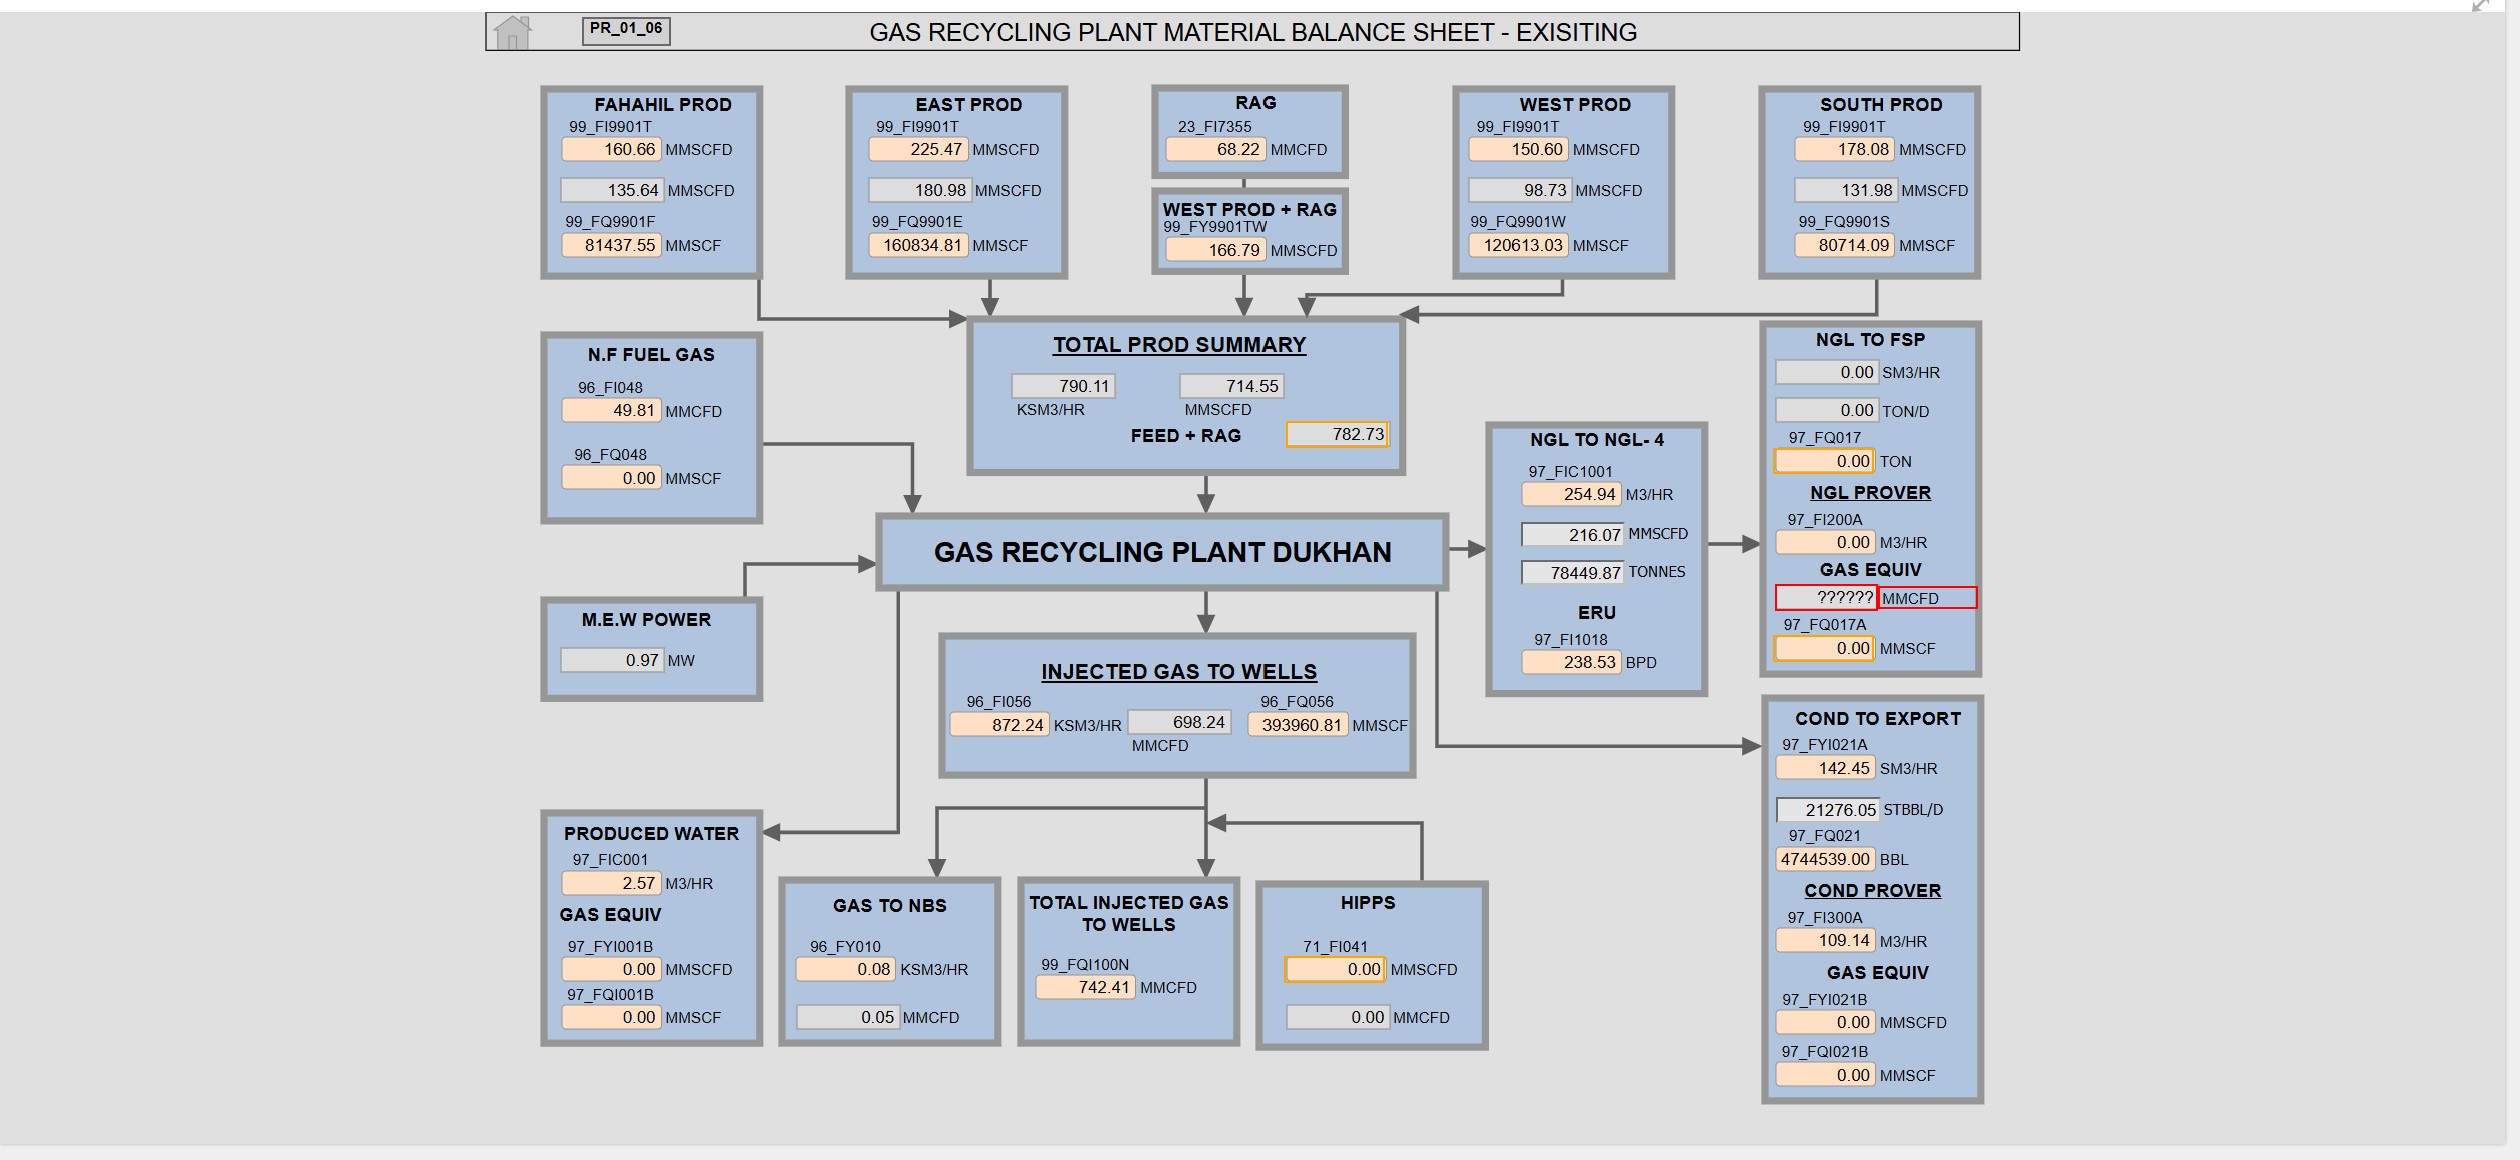 PR_01_06
GAS RECYCLING PLANT MATERIAL BALANCE SHEET - EXISITING
FAHAHIL PROD
99_FI9901T
160.66 MMSCFD
135.64 MMSCFD
99_FQ9901F
81437.55 MMSCF
EAST PROD
99_FI9901T
225.47 MMSCFD
180.98 MMSCFD
99_FQ9901E
160834.81 MMSCF
RAG
23_FI7355
68.22 MMCFD
WEST PROD + RAG
99_FY9901TW
166.79 MMSCFD
WEST PROD
99_FI9901T
150.60 MMSCFD
98.73 MMSCFD
99_FQ9901W
120613.03 MMSCF
SOUTH PROD
99_FI9901T
178.08 MMSCFD
131.98 MMSCFD
99_FQ9901S
80714.09 MMSCF
N.F FUEL GAS
96_FI048
49.81 MMCFD
96_FQ048
0.00 MMSCF
TOTAL PROD SUMMARY
790.11 714.55
KSM3/HR MMSCFD
FEED + RAG 782.73
GAS RECYCLING PLANT DUKHAN
NGL TO NGL- 4
97_FIC1001
254.94 M3/HR
216.07 MMSCFD
78449.87 TONNES
ERU
97_FI1018
238.53 BPD
NGL TO FSP
0.00 SM3/HR
0.00 TON/D
97_FQ017
0.00 TON
NGL PROVER
97_FI200A
0.00 M3/HR
GAS EQUIV
?????? MMCFD
97_FQ017A
0.00 MMSCF
M.E.W POWER
0.97 MW
INJECTED GAS TO WELLS
96_FI056 96_FQ056
872.24 KSM3/HR 698.24 393960.81 MMSCF
MMCFD
COND TO EXPORT
97_FYI021A
142.45 SM3/HR
21276.05 STBBL/D
97_FQ021
4744539.00 BBL
COND PROVER
97_FI300A
109.14 M3/HR
GAS EQUIV
97_FYI021B
0.00 MMSCFD
97_FQI021B
0.00 MMSCF
PRODUCED WATER
97_FIC001
2.57 M3/HR
GAS EQUIV
97_FYI001B
0.00 MMSCFD
97_FQI001B
0.00 MMSCF
GAS TO NBS
96_FY010
0.08 KSM3/HR
0.05 MMCFD
TOTAL INJECTED GAS
TO WELLS
99_FQI100N
742.41 MMCFD
HIPPS
71_FI041
0.00 MMSCFD
0.00 MMCFD